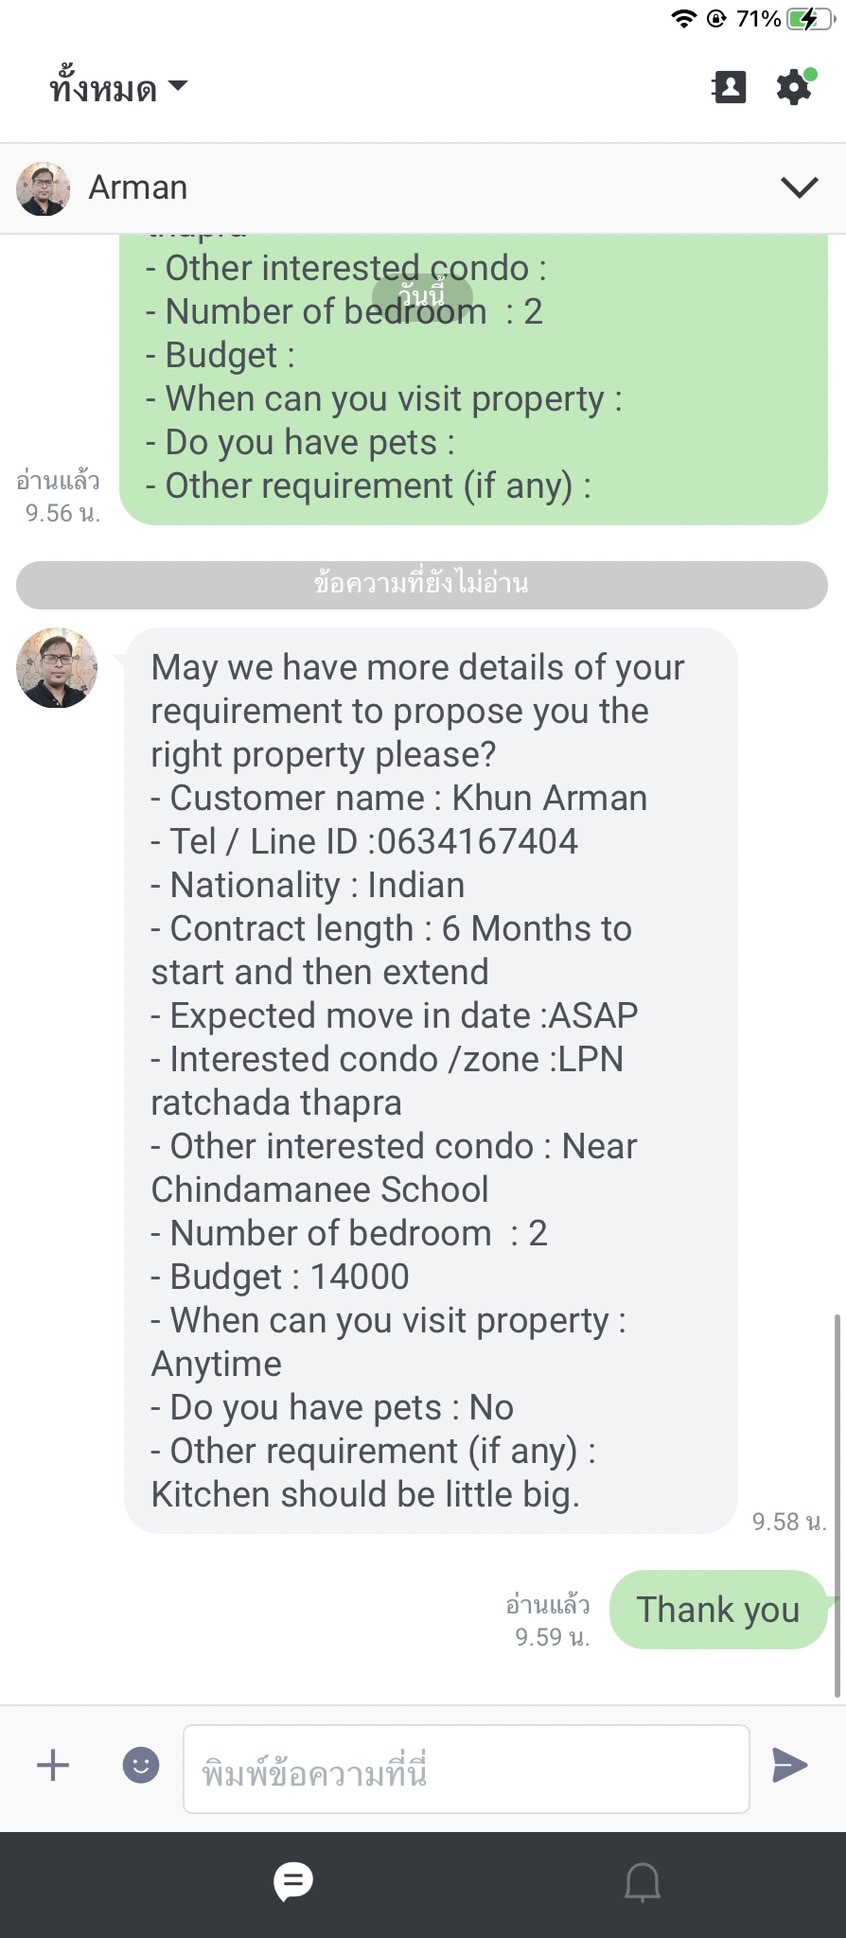 71%
ทั้งหมด
Arman
thapra
- Other interested condo :
วันนี้
- Number of bedroom : 2
- Budget :
- When can you visit property :
- Do you have pets :
- Other requirement (if any) :
อ่านแล้ว
9.56 น.
ข้อความที่ยังไม่อ่าน
May we have more details of your
requirement to propose you the
right property please?
- Customer name : Khun Arman
- Tel / Line ID :0634167404
- Nationality : Indian
- Contract length : 6 Months to
start and then extend
- Expected move in date :ASAP
- Interested condo /zone :LPN
ratchada thapra
- Other interested condo : Near
Chindamanee School
- Number of bedroom : 2
- Budget : 14000
- When can you visit property :
Anytime
- Do you have pets : No
- Other requirement (if any) :
Kitchen should be little big.
9.58 น.
อ่านแล้ว
9.59 น.
Thank you
พิมพ์ข้อความที่นี่